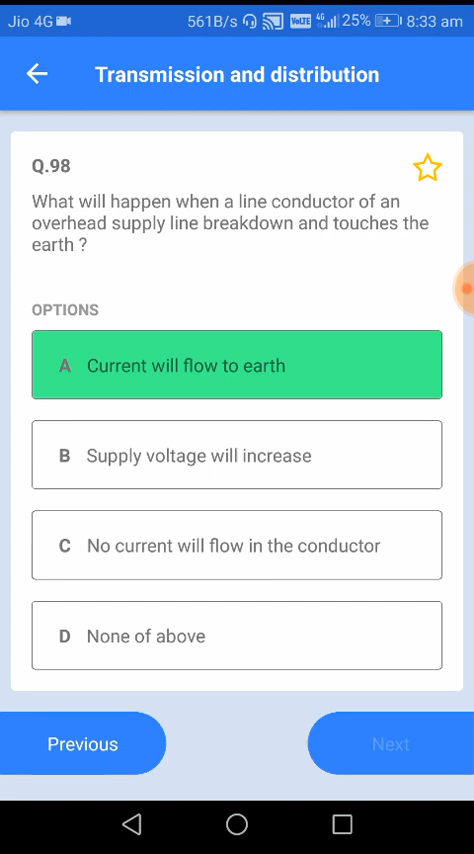 Jio 4G 561B/s VoLTE 4G 25% 8:33 am
Transmission and distribution
Q.98
What will happen when a line conductor of an
overhead supply line breakdown and touches the
earth ?
OPTIONS
A Current will flow to earth
B Supply voltage will increase
C No current will flow in the conductor
D None of above
Previous Next